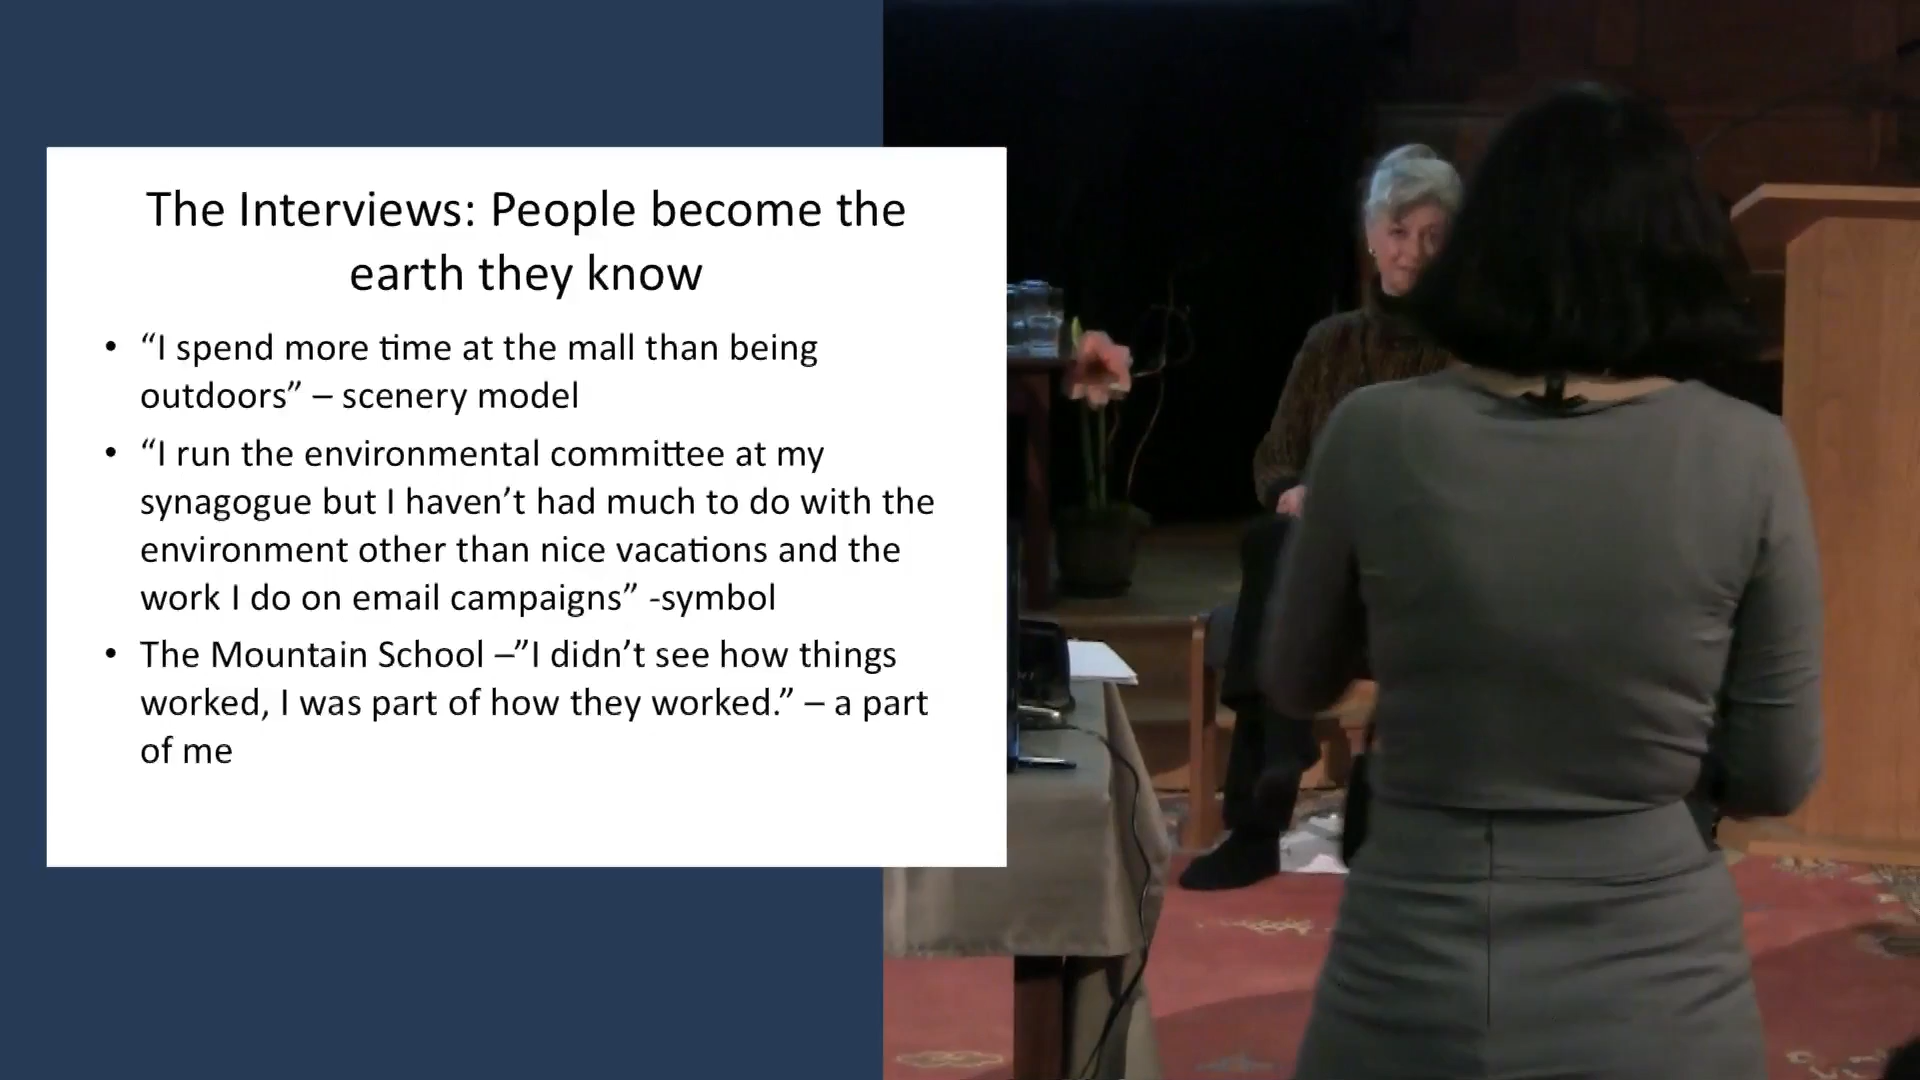 The Interviews: People become the
earth they know
• “I spend more time at the mall than being
outdoors” – scenery model
• “I run the environmental committee at my
synagogue but I haven’t had much to do with the
environment other than nice vacations and the
work I do on email campaigns” -symbol
• The Mountain School –”I didn’t see how things
worked, I was part of how they worked.” – a part
of me